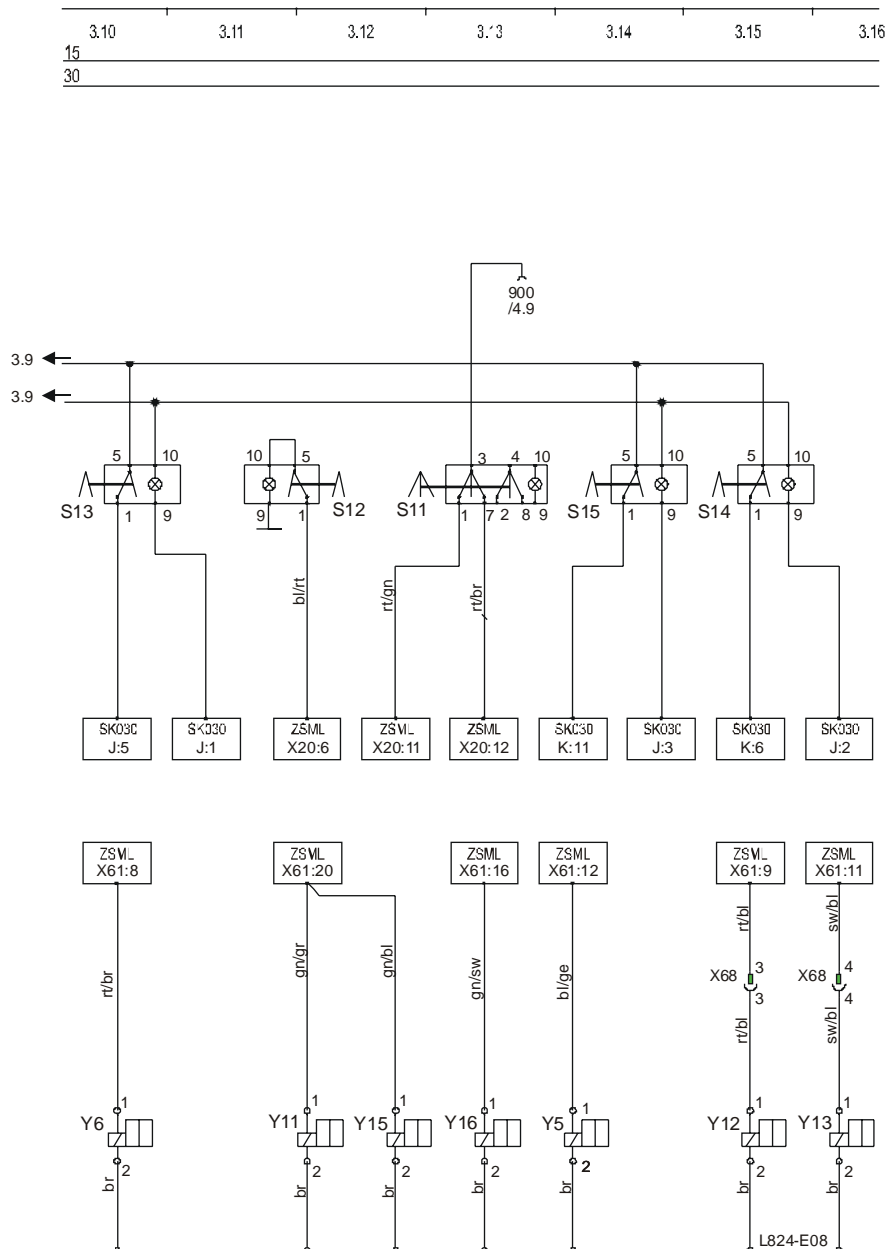 3.10 3.11 3.12 3.13 3.14 3.15 3.16
15
30
900
/4.9
3.9
3.9
5 10 10 5 3 4 10 5 10 5 10
S13 S12 S11 S15 S14
1 9 9 1 1 7 2 8 9 1 9 1 9
bl/rt rt/gn rt/br
SK030 SK030 ZSML ZSML ZSML SK030 SK030 SK030 SK030
J:5 J:1 X20:6 X20:11 X20:12 K:11 J:3 K:6 J:2
ZSML ZSML ZSML ZSML ZSML ZSML
X61:8 X61:20 X61:16 X61:12 X61:9 X61:11
rt/br gn/gr gn/bl gn/sw bl/ge rt/bl sw/bl
X68 3 X68 4
3 4
rt/bl sw/bl
1 1 1 1 1 1 1
Y6 Y11 Y15 Y16 Y5 Y12 Y13
2 2 2 2 2 2 2
br br br br br br br
L824-E08